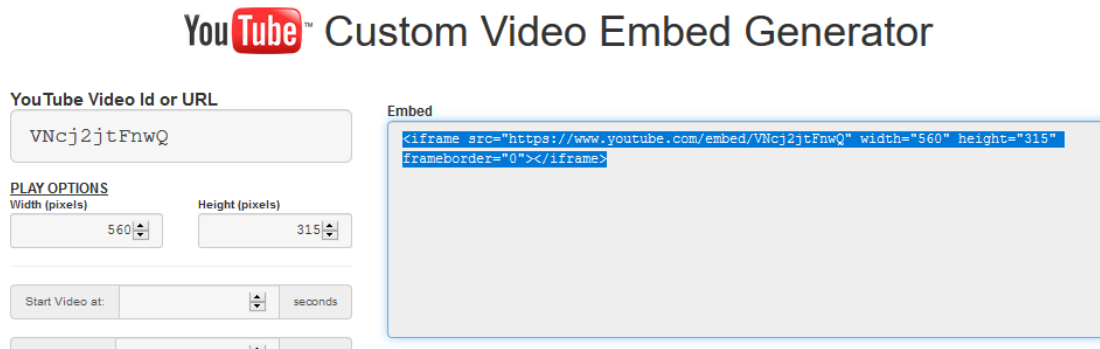 YouTube™ Custom Video Embed Generator
YouTube Video Id or URL
VNcj2jtFnwQ
PLAY OPTIONS
Width (pixels)
Height (pixels)
560
315
Start Video at:
seconds
Embed
<iframe src="https://www.youtube.com/embed/VNcj2jtFnwQ" width="560" height="315"
frameborder="0"></iframe>